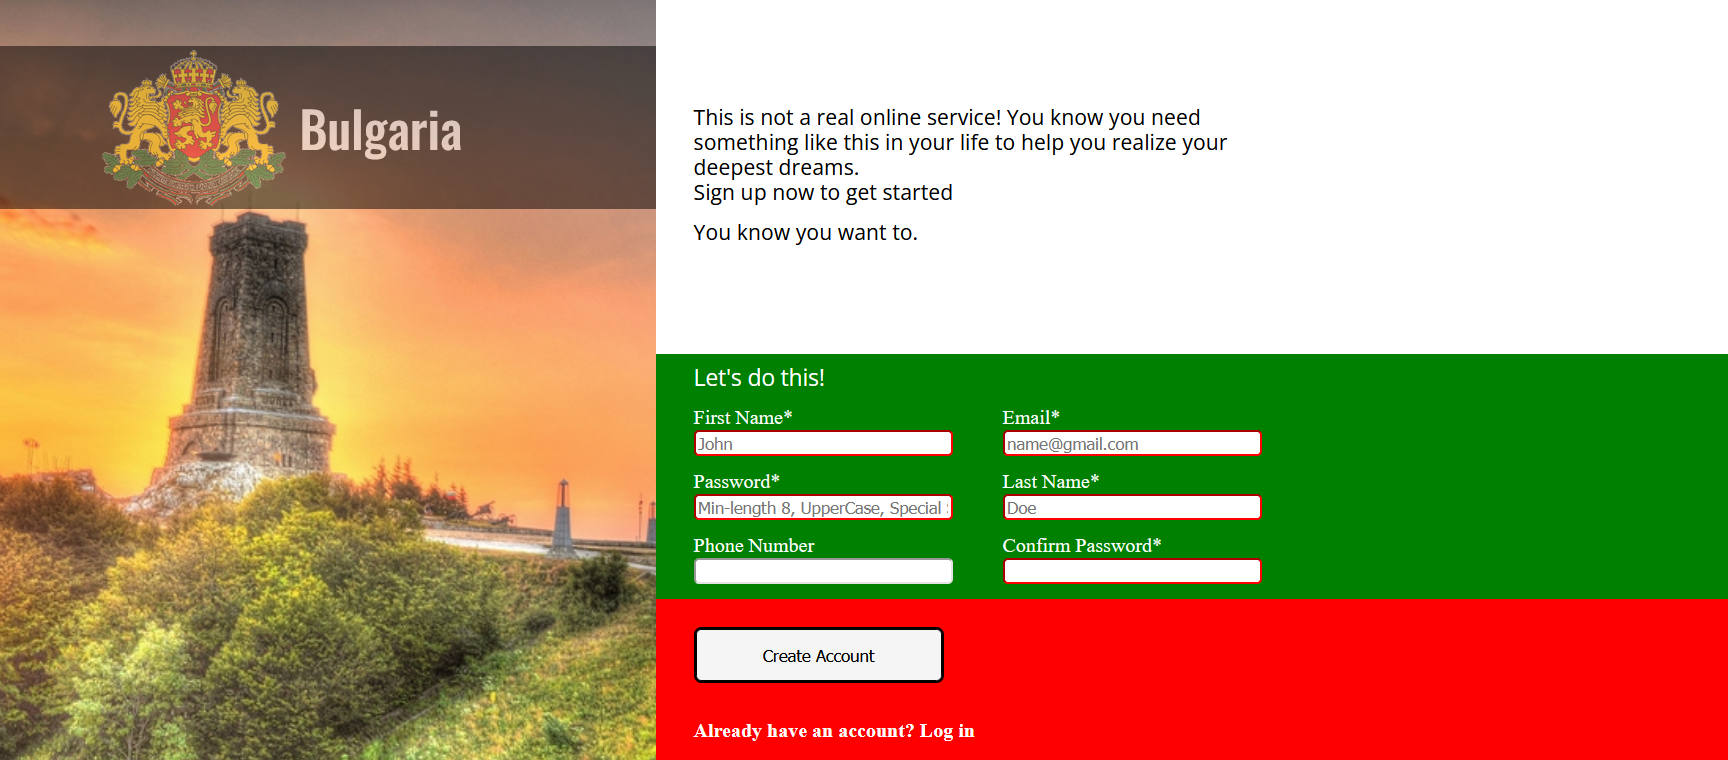 Bulgaria
This is not a real online service! You know you need
something like this in your life to help you realize your
deepest dreams.
Sign up now to get started
You know you want to.
Let's do this!
First Name*
Email*
John
name@gmail.com
Password*
Last Name*
Min-length 8, UpperCase, Special
Doe
Phone Number
Confirm Password*
Create Account
Already have an account? Log in